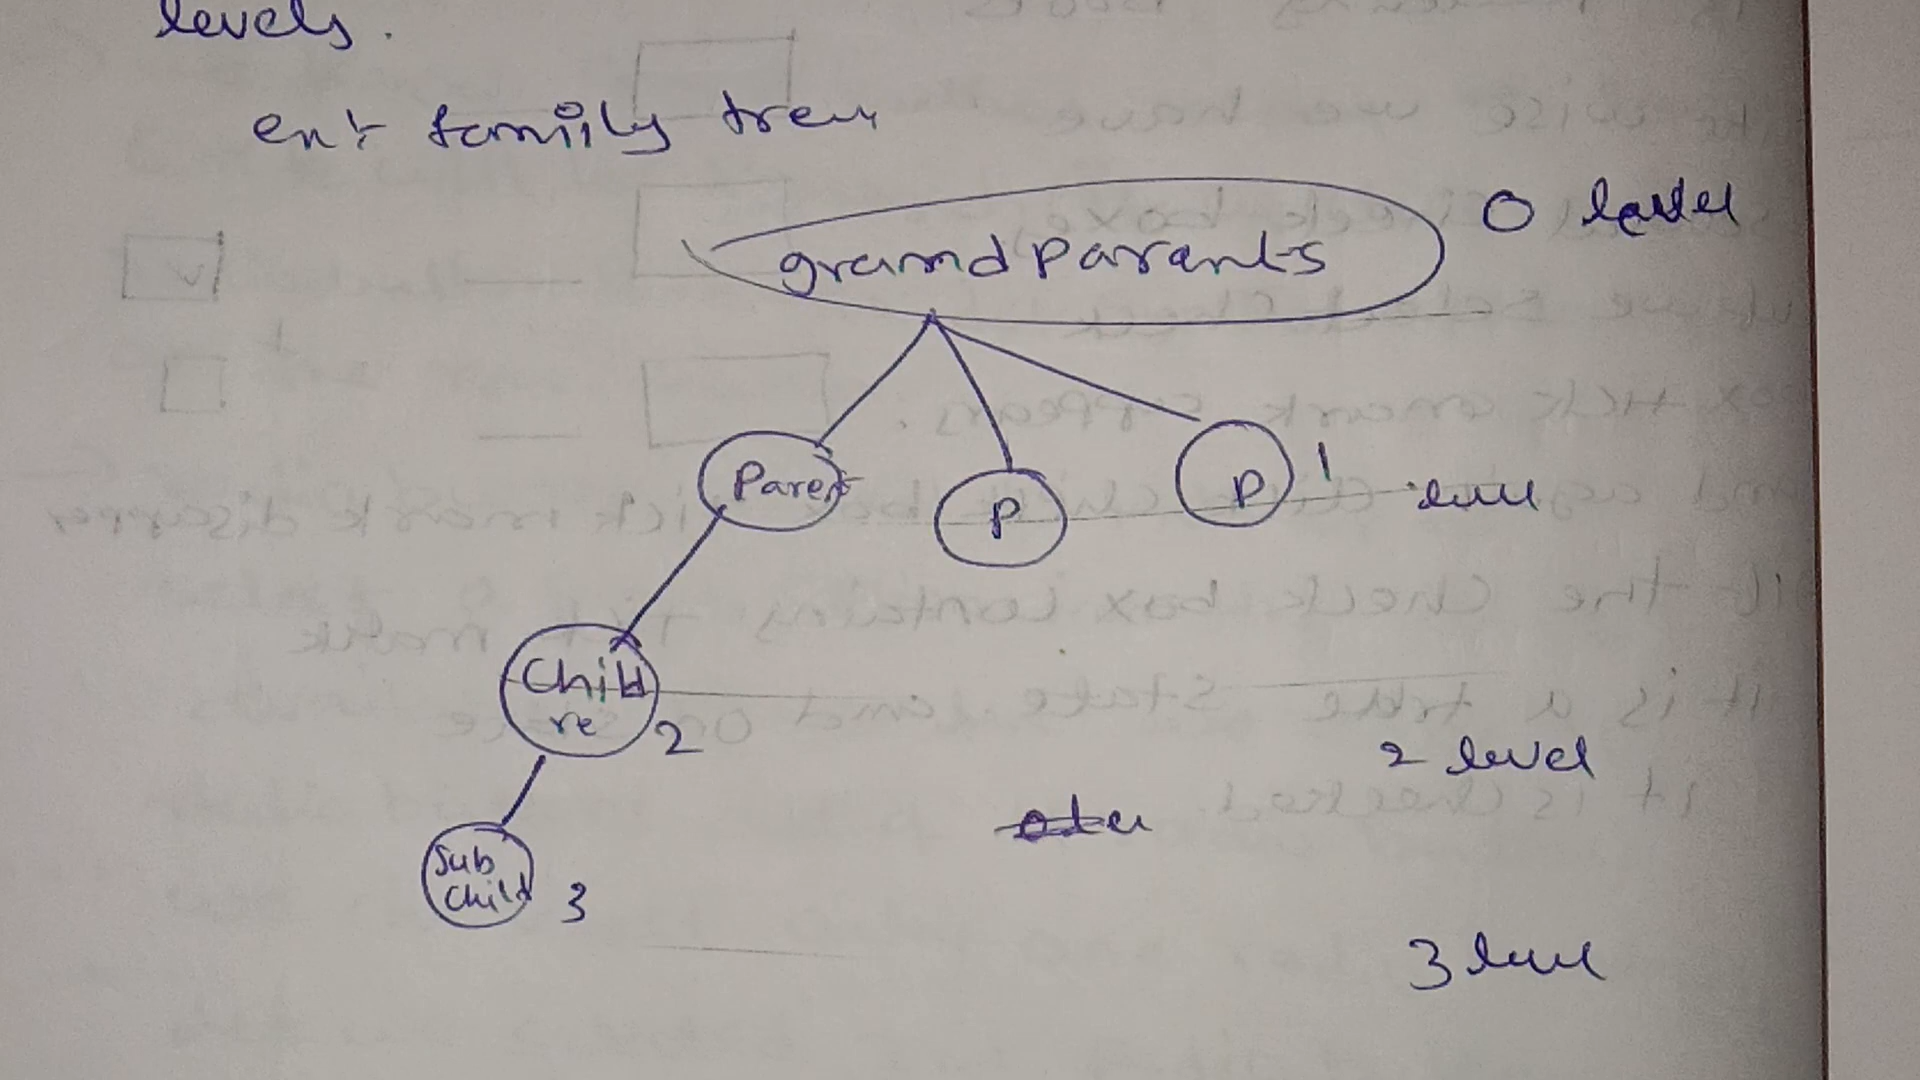 levels.
ex:- family tree
0 level
grand parents
Parent
P
P
1 level
Child
re
2
2 level
Sub
Child
3
3 level